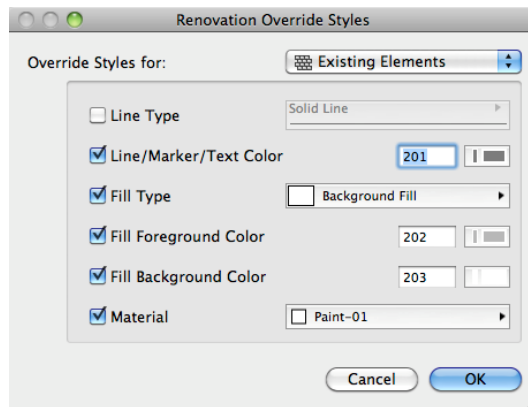 Renovation Override Styles
Override Styles for: Existing Elements
Line Type Solid Line
Line/Marker/Text Color 201
Fill Type Background Fill
Fill Foreground Color 202
Fill Background Color 203
Material Paint-01
Cancel OK